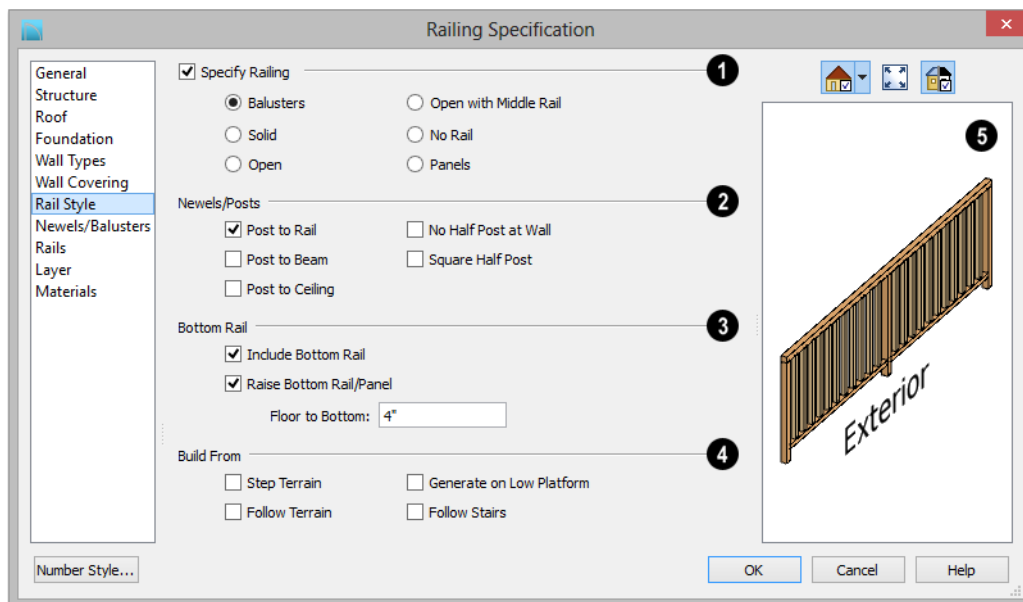 Railing Specification
General
Structure
Roof
Foundation
Wall Types
Wall Covering
Rail Style
Newels/Balusters
Rails
Layer
Materials
Specify Railing 1
Balusters Open with Middle Rail
Solid No Rail
Open Panels
Newels/Posts 2
Post to Rail No Half Post at Wall
Post to Beam Square Half Post
Post to Ceiling
Bottom Rail 3
Include Bottom Rail
Raise Bottom Rail/Panel
Floor to Bottom: 4"
Build From 4
Step Terrain Generate on Low Platform
Follow Terrain Follow Stairs
5
Exterior
Number Style... OK Cancel Help